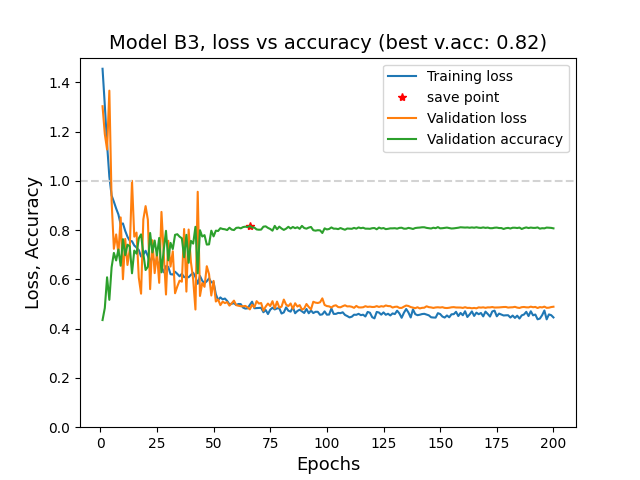 Model B3, loss vs accuracy (best v.acc: 0.82)
Training loss
save point
Validation loss
Validation accuracy
Loss, Accuracy
1.4
1.2
1.0
0.8
0.6
0.4
0.2
0.0
0 25 50 75 100 125 150 175 200
Epochs